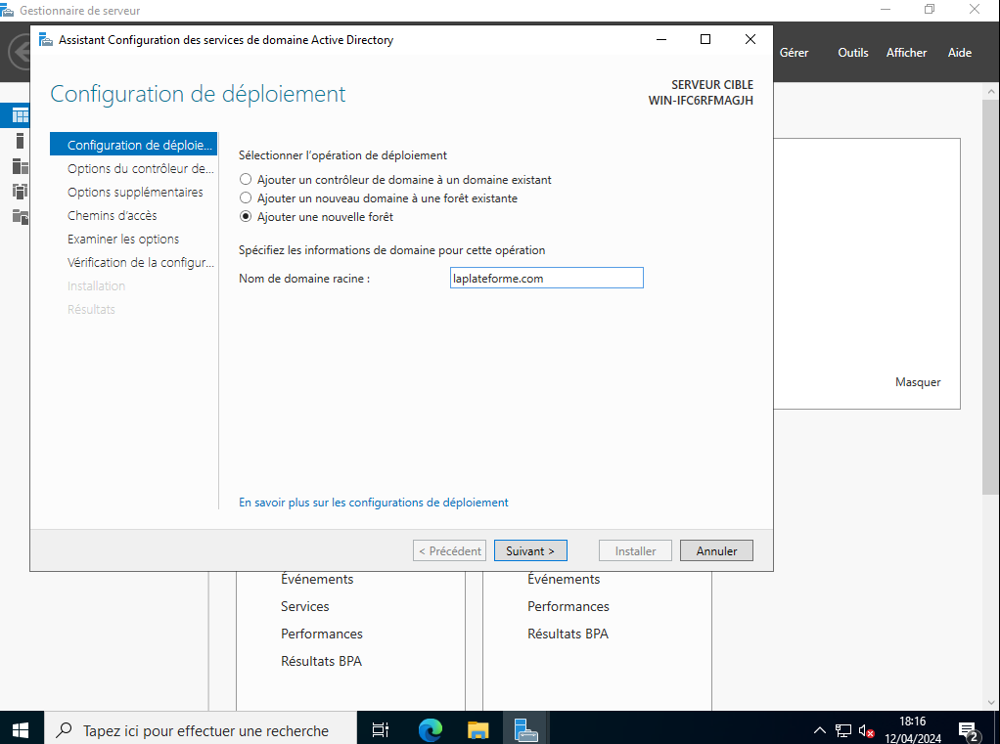 Gestionnaire de serveur
Assistant Configuration des services de domaine Active Directory
Gérer Outils Afficher Aide
Configuration de déploiement
SERVEUR CIBLE
WIN-IFC6RFMAGJH
Configuration de déploie...
Options du contrôleur de...
Options supplémentaires
Chemins d'accès
Examiner les options
Vérification de la configur...
Installation
Résultats
Sélectionner l'opération de déploiement
Ajouter un contrôleur de domaine à un domaine existant
Ajouter un nouveau domaine à une forêt existante
Ajouter une nouvelle forêt
Spécifiez les informations de domaine pour cette opération
Nom de domaine racine : laplateforme.com
Masquer
En savoir plus sur les configurations de déploiement
< Précédent Suivant > Installer Annuler
Événements
Services
Performances
Résultats BPA
Événements
Performances
Résultats BPA
Tapez ici pour effectuer une recherche
18:16
12/04/2024
2